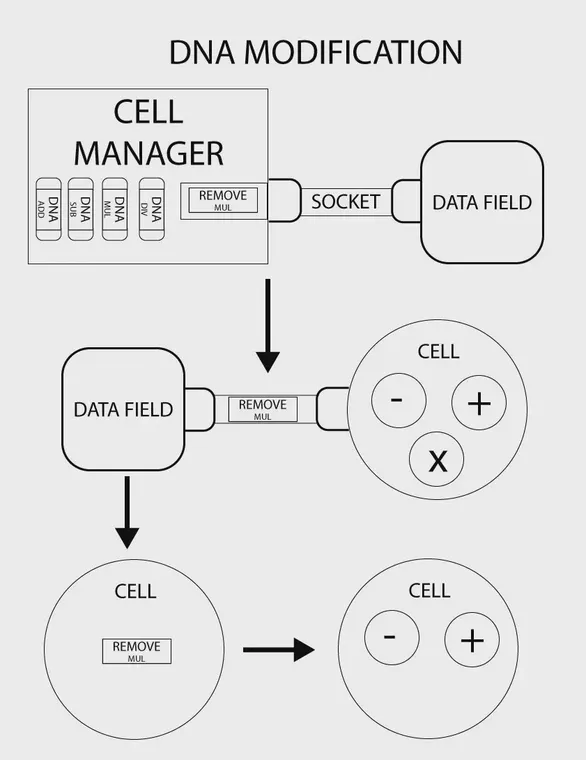 DNA MODIFICATION
CELL
MANAGER
DNA
ADD
DNA
SUB
DNA
MUL
DNA
DIV
REMOVE
MUL
SOCKET
DATA FIELD
DATA FIELD
REMOVE
MUL
CELL
-
+
X
CELL
REMOVE
MUL
CELL
-
+